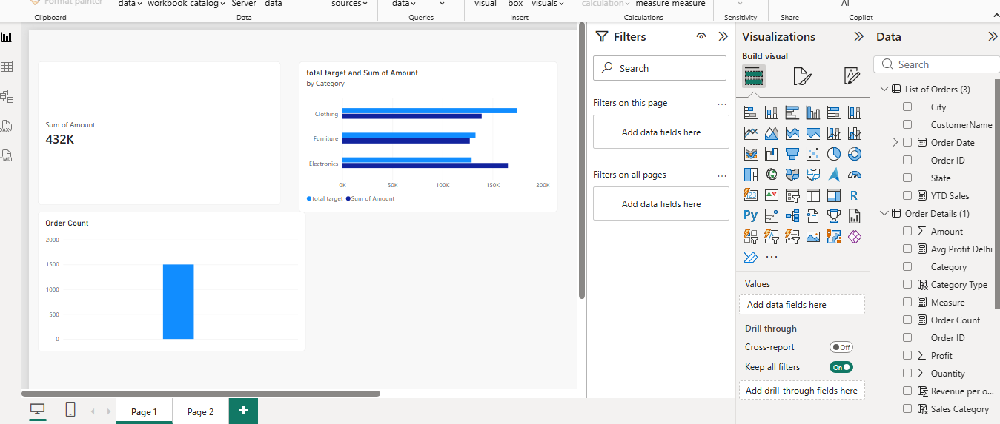 Format painter
data
workbook
catalog
Server
data
sources
data
visual
box
visuals
calculation
measure
measure
AI
Clipboard
Data
Queries
Insert
Calculations
Sensitivity
Share
Copilot
Sum of Amount
432K
total target and Sum of Amount
by Category
Clothing
Furniture
Electronics
0K 50K 100K 150K 200K
total target Sum of Amount
Order Count
2000
1500
1000
500
0
Page 1
Page 2
+
Filters
Search
Filters on this page ...
Add data fields here
Filters on all pages ...
Add data fields here
Visualizations
Build visual
123
R
Py
...
Values
Add data fields here
Drill through
Cross-report Off
Keep all filters On
Add drill-through fields here
Data
Search
List of Orders (3)
City
CustomerName
Order Date
Order ID
State
YTD Sales
Order Details (1)
Amount
Avg Profit Delhi
Category
Category Type
Measure
Order Count
Order ID
Profit
Quantity
Revenue per o...
Sales Category
DAX
TMDL